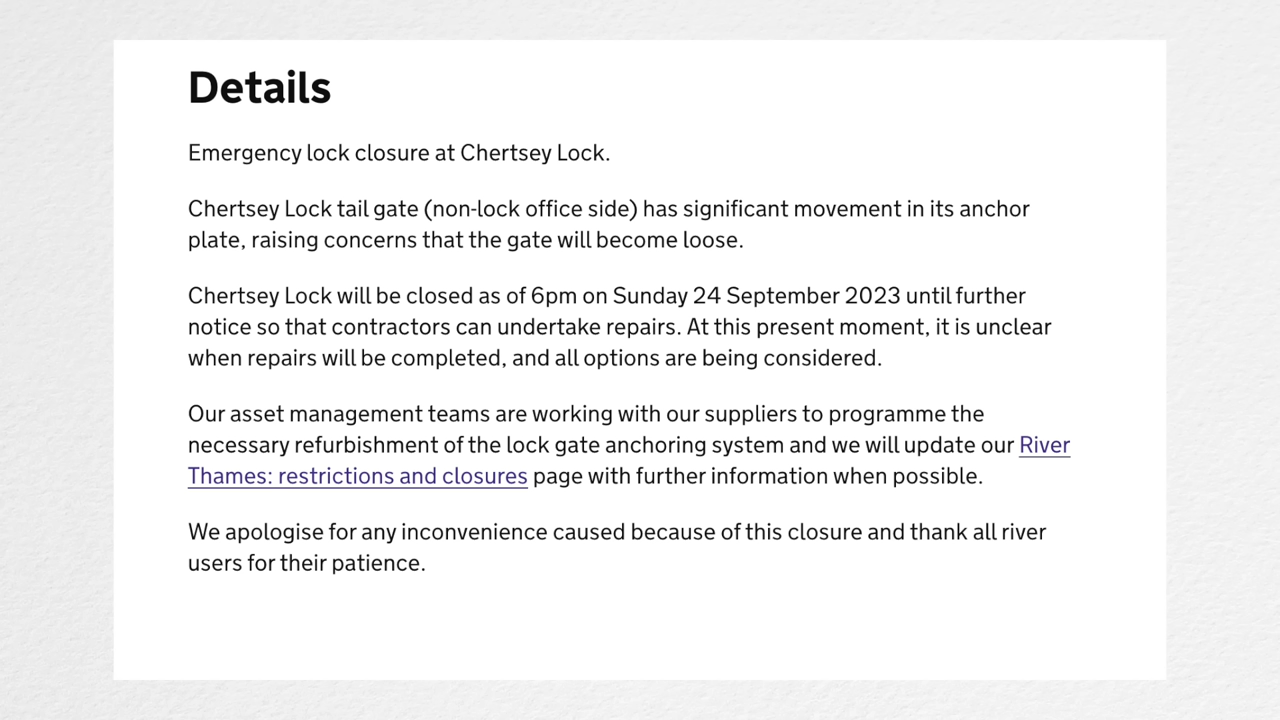 Details
Emergency lock closure at Chertsey Lock.
Chertsey Lock tail gate (non-lock office side) has significant movement in its anchor
plate, raising concerns that the gate will become loose.
Chertsey Lock will be closed as of 6pm on Sunday 24 September 2023 until further
notice so that contractors can undertake repairs. At this present moment, it is unclear
when repairs will be completed, and all options are being considered.
Our asset management teams are working with our suppliers to programme the
necessary refurbishment of the lock gate anchoring system and we will update our River
Thames: restrictions and closures page with further information when possible.
We apologise for any inconvenience caused because of this closure and thank all river
users for their patience.